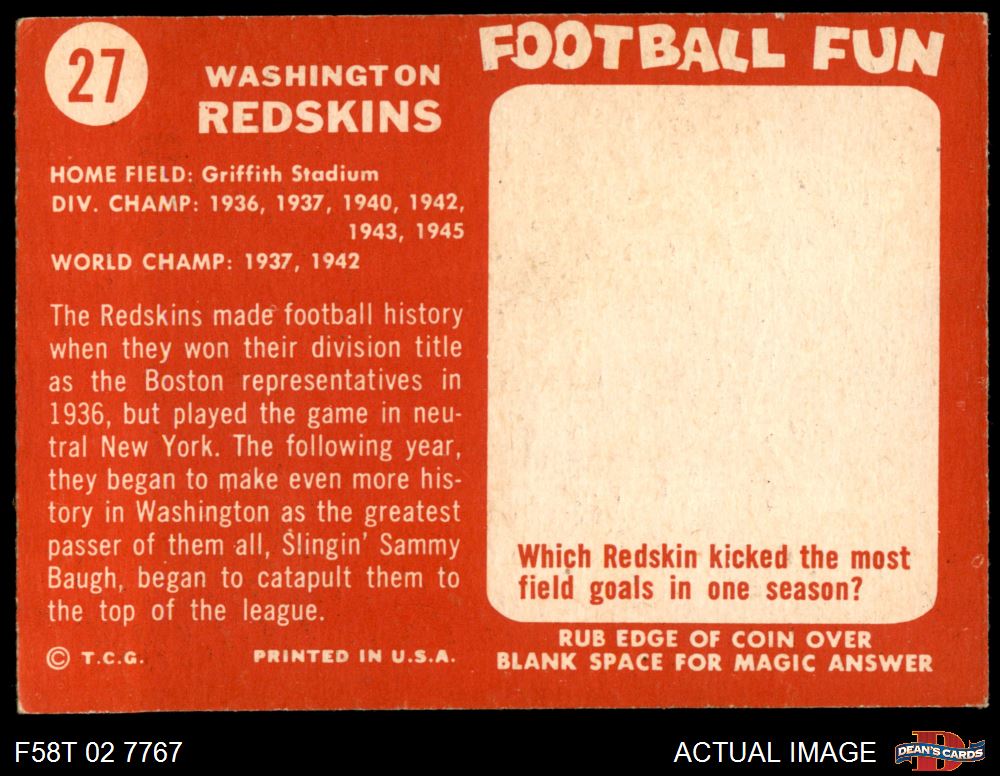 27
WASHINGTON
REDSKINS
HOME FIELD: Griffith Stadium
DIV. CHAMP: 1936, 1937, 1940, 1942,
1943, 1945
WORLD CHAMP: 1937, 1942
The Redskins made football history
when they won their division title
as the Boston representatives in
1936, but played the game in neu-
tral New York. The following year,
they began to make even more his-
tory in Washington as the greatest
passer of them all, Slingin' Sammy
Baugh, began to catapult them to
the top of the league.
© T.C.G. PRINTED IN U.S.A.
FOOTBALL FUN
Which Redskin kicked the most
field goals in one season?
RUB EDGE OF COIN OVER
BLANK SPACE FOR MAGIC ANSWER
F58T 02 7767
ACTUAL IMAGE
D
DEAN'S CARDS